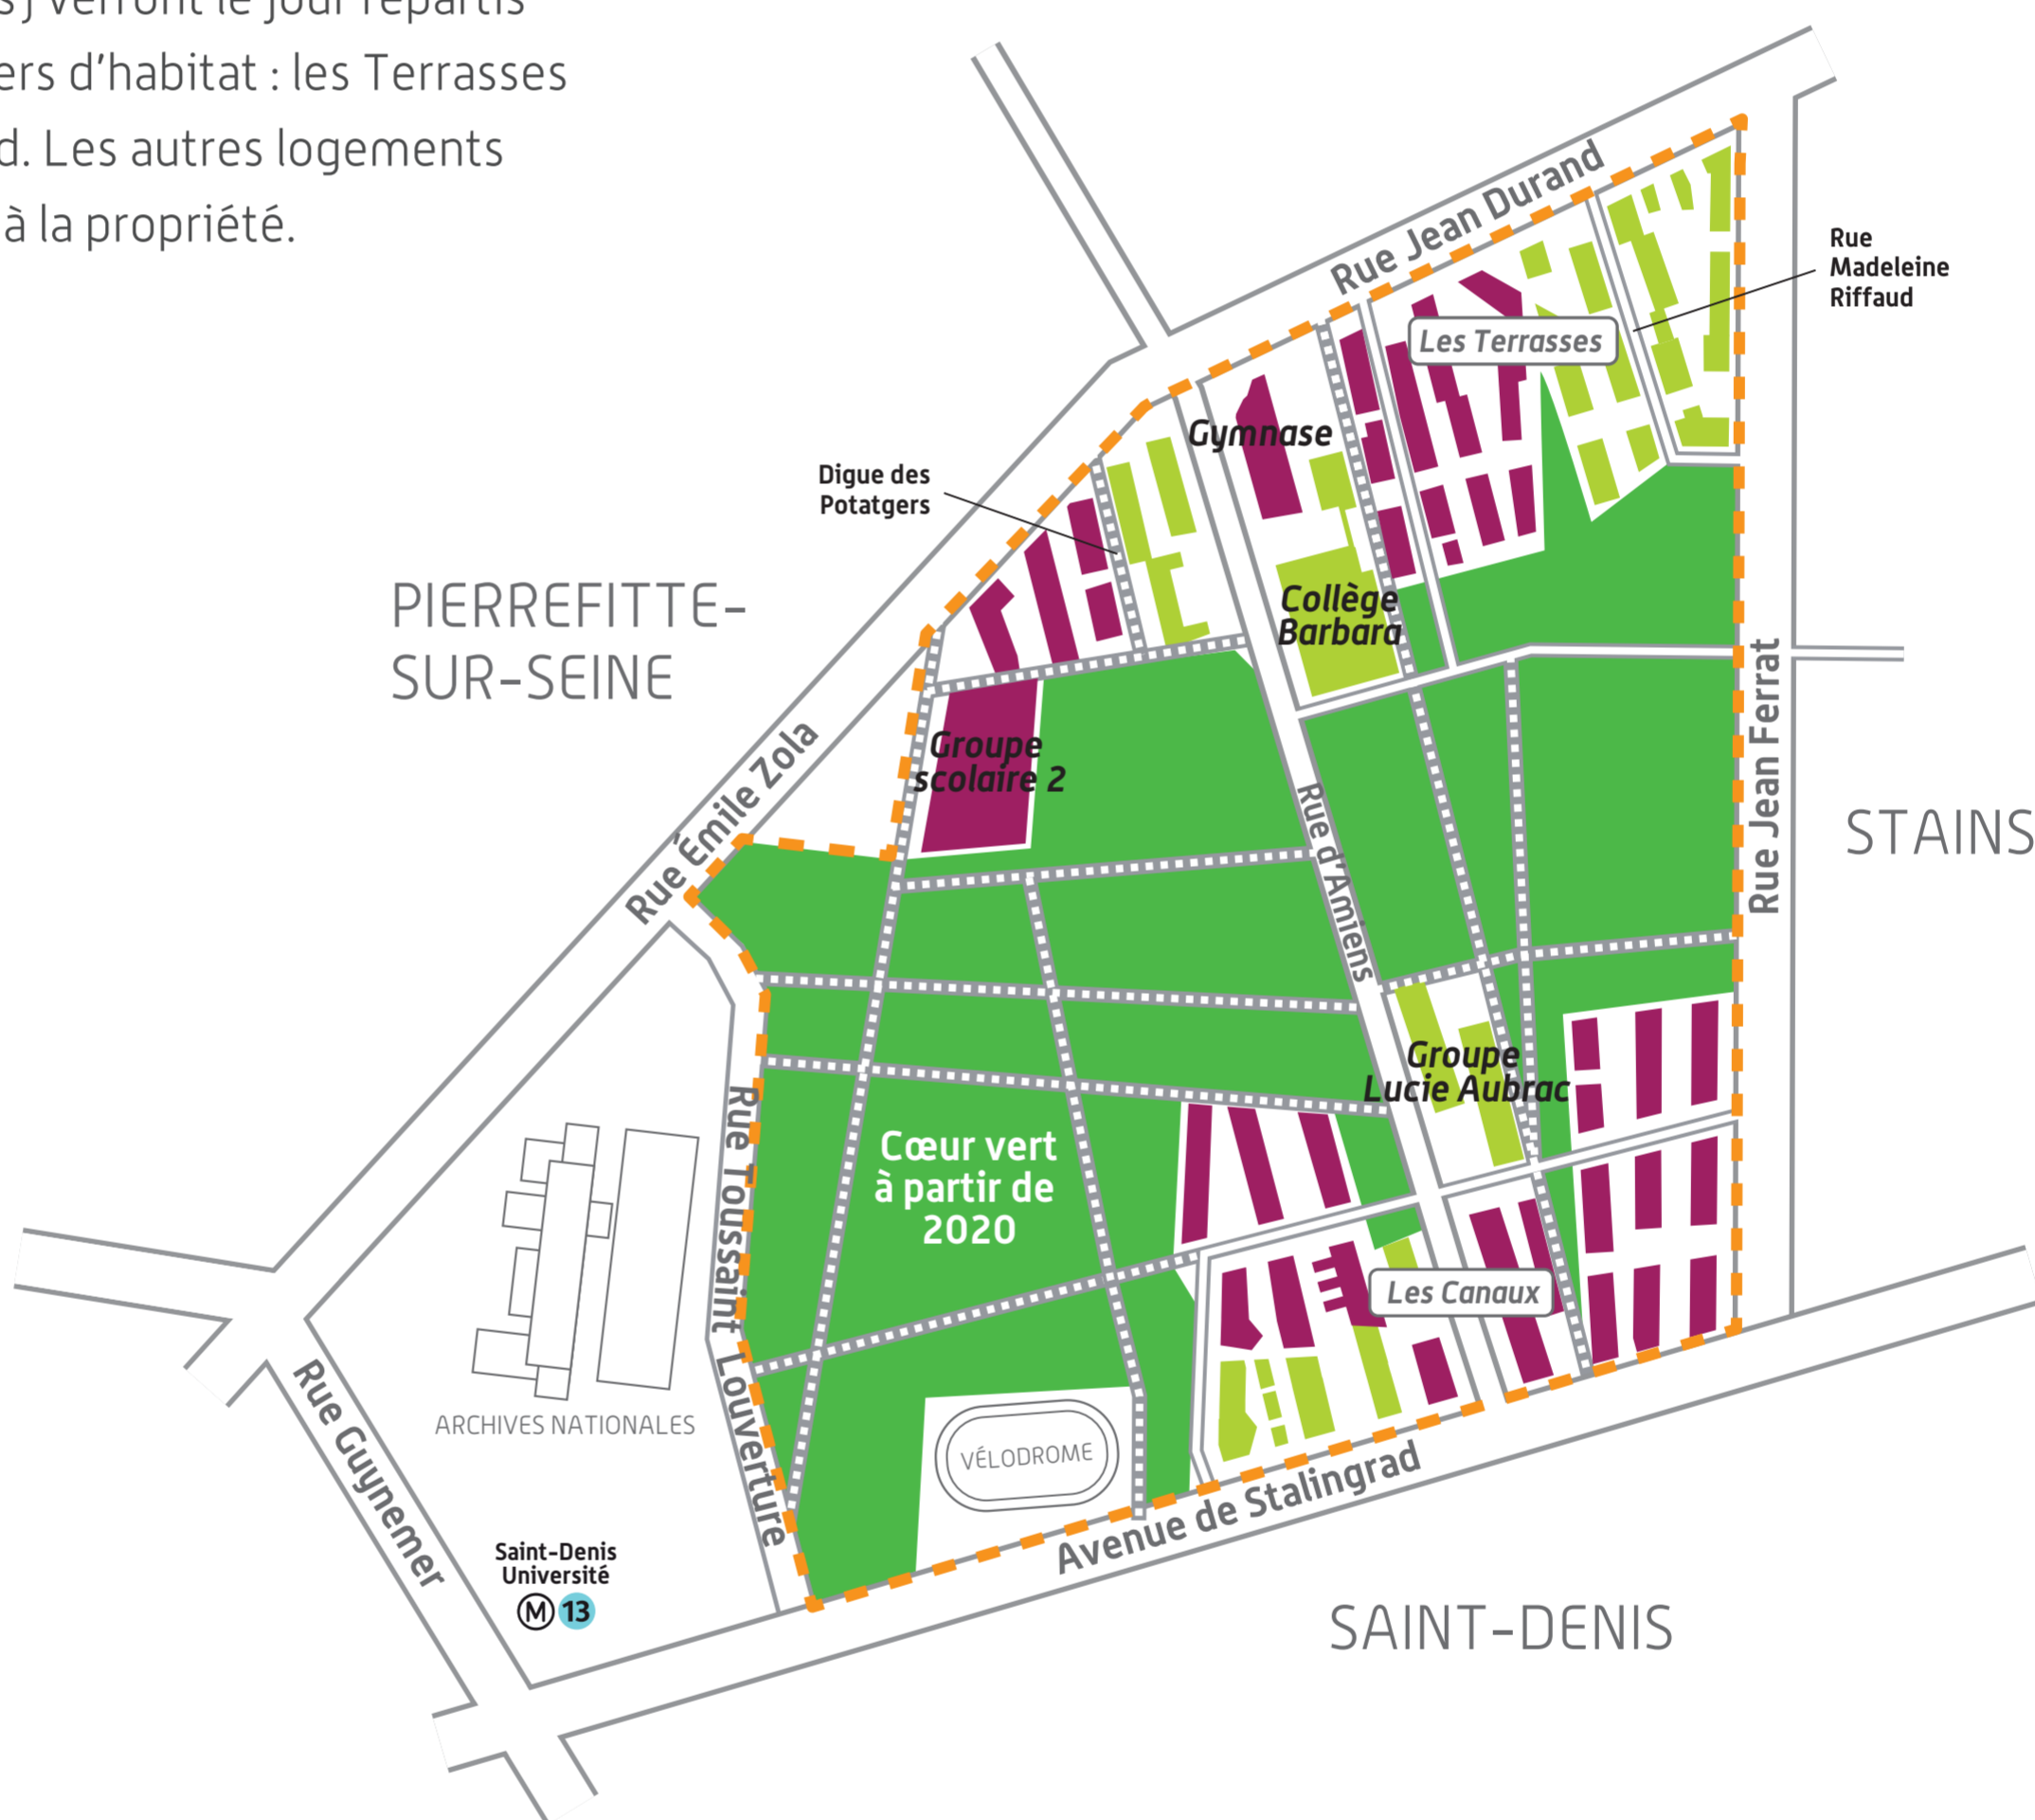 verront le jour répartis
ers d'habitat : les Terrasses
d. Les autres logements
à la propriété.
Rue Jean Durand
Rue
Madeleine
Riffaud
Les Terrasses
Gymnase
Digue des
Potatgers
Collège
Barbara
PIERREFITTE-
SUR-SEINE
Groupe
scolaire 2
Rue Émile Zola
Rue d'Amiens
Rue Jean Ferrat
STAINS
Groupe
Lucie Aubrac
Cœur vert
à partir de
2020
Rue Toussaint Louverture
Les Canaux
Rue Guynemer
ARCHIVES NATIONALES
VÉLODROME
Avenue de Stalingrad
Saint-Denis
Université
M 13
SAINT-DENIS